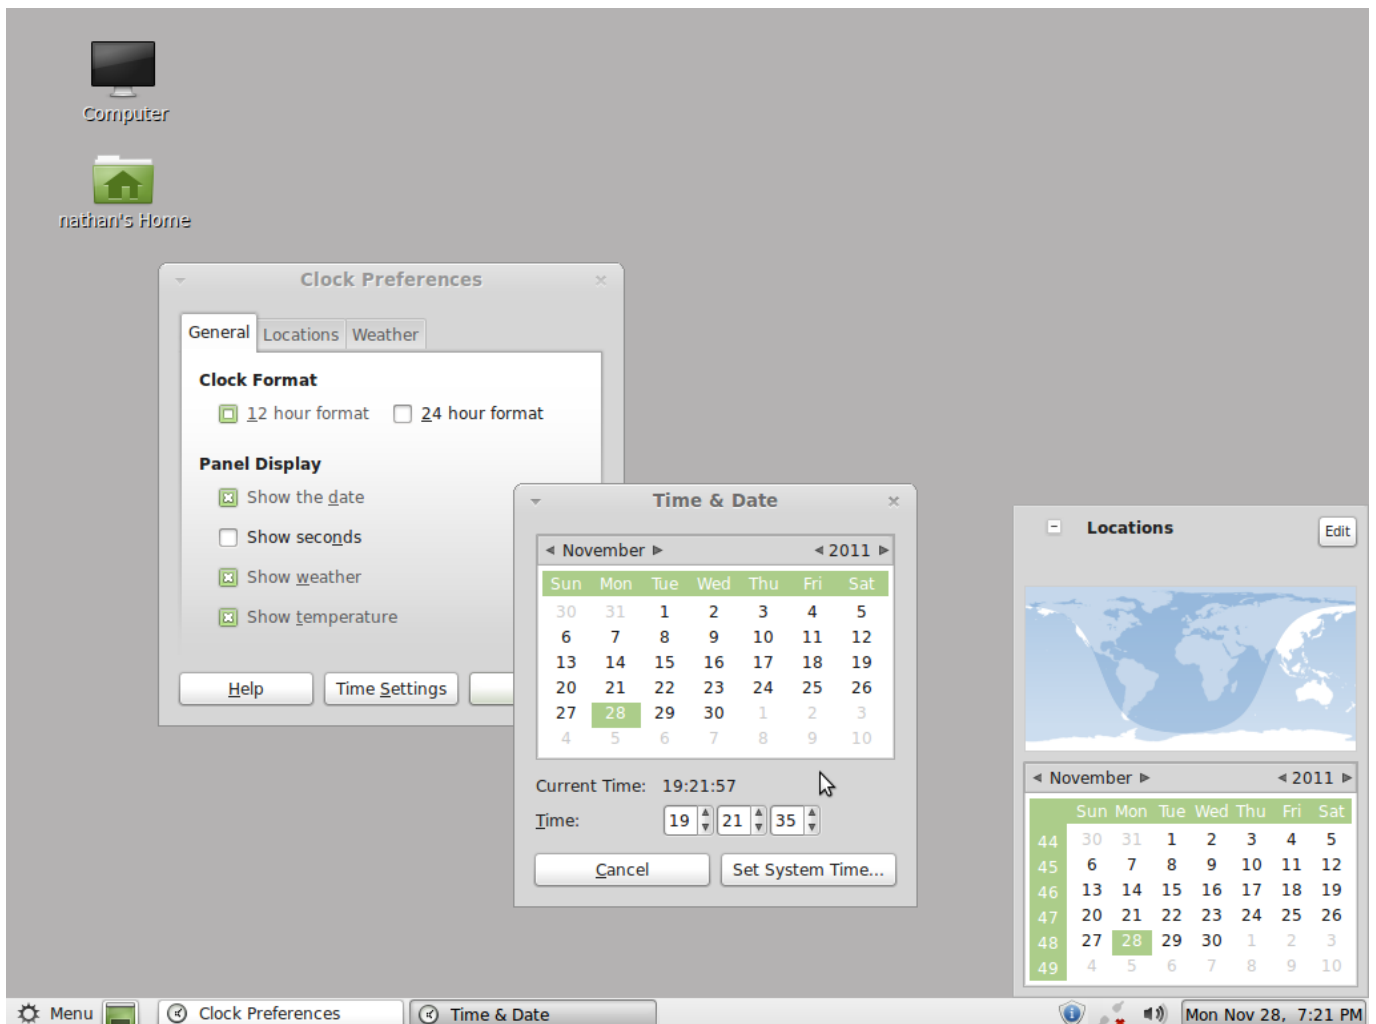 Computer
nathan's Home
Clock Preferences
General Locations Weather
Clock Format
12 hour format 24 hour format
Panel Display
Show the date
Show seconds
Show weather
Show temperature
Help Time Settings
Time & Date
November 2011
Sun Mon Tue Wed Thu Fri Sat
30 31 1 2 3 4 5
6 7 8 9 10 11 12
13 14 15 16 17 18 19
20 21 22 23 24 25 26
27 28 29 30 1 2 3
4 5 6 7 8 9 10
Current Time: 19:21:57
Time: 19 21 35
Cancel Set System Time...
Locations Edit
November 2011
Sun Mon Tue Wed Thu Fri Sat
44 30 31 1 2 3 4 5
45 6 7 8 9 10 11 12
46 13 14 15 16 17 18 19
47 20 21 22 23 24 25 26
48 27 28 29 30 1 2 3
49 4 5 6 7 8 9 10
Menu Clock Preferences Time & Date Mon Nov 28, 7:21 PM